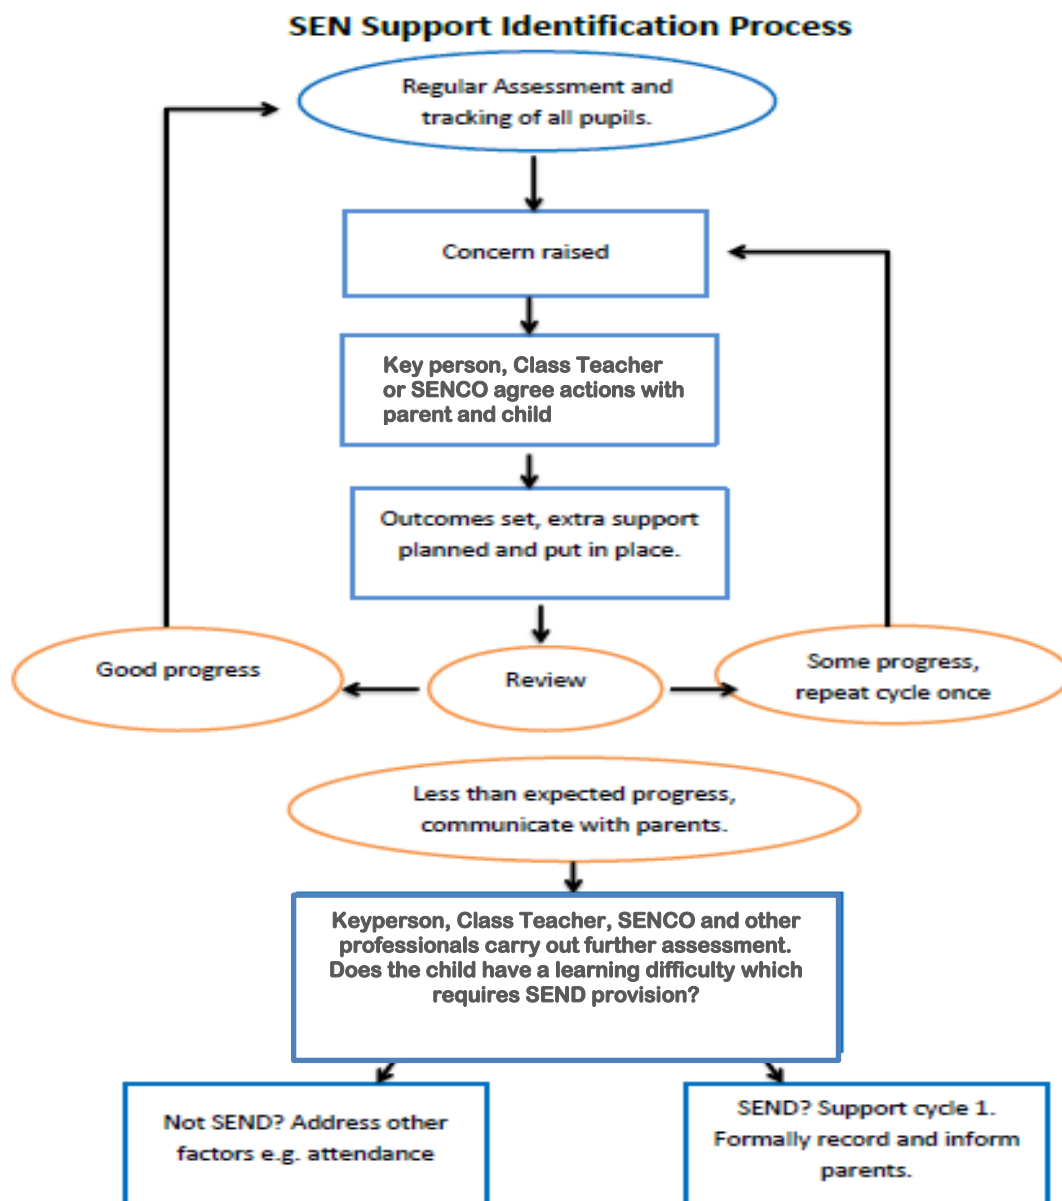 SEN Support Identification Process
Regular Assessment and
tracking of all pupils.
Concern raised
Key person, Class Teacher
or SENCO agree actions with
parent and child
Outcomes set, extra support
planned and put in place.
Good progress
Review
Some progress,
repeat cycle once
Less than expected progress,
communicate with parents.
Keyperson, Class Teacher, SENCO and other
professionals carry out further assessment.
Does the child have a learning difficulty which
requires SEND provision?
Not SEND? Address other
factors e.g. attendance
SEND? Support cycle 1.
Formally record and inform
parents.